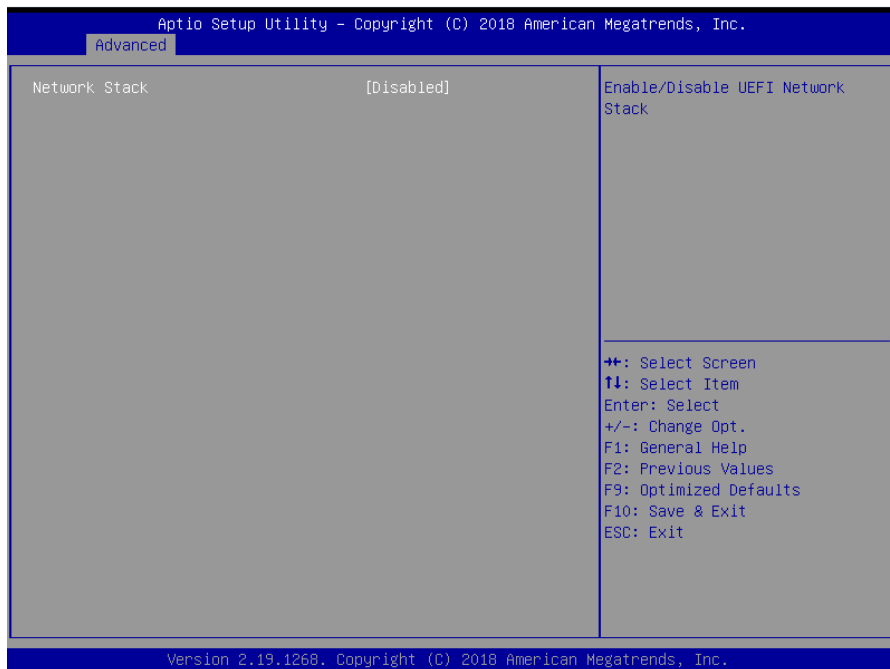 Aptio Setup Utility – Copyright (C) 2018 American Megatrends, Inc.
Advanced
Network Stack [Disabled]
Enable/Disable UEFI Network
Stack
→←: Select Screen
↑↓: Select Item
Enter: Select
+/-: Change Opt.
F1: General Help
F2: Previous Values
F9: Optimized Defaults
F10: Save & Exit
ESC: Exit
Version 2.19.1268. Copyright (C) 2018 American Megatrends, Inc.